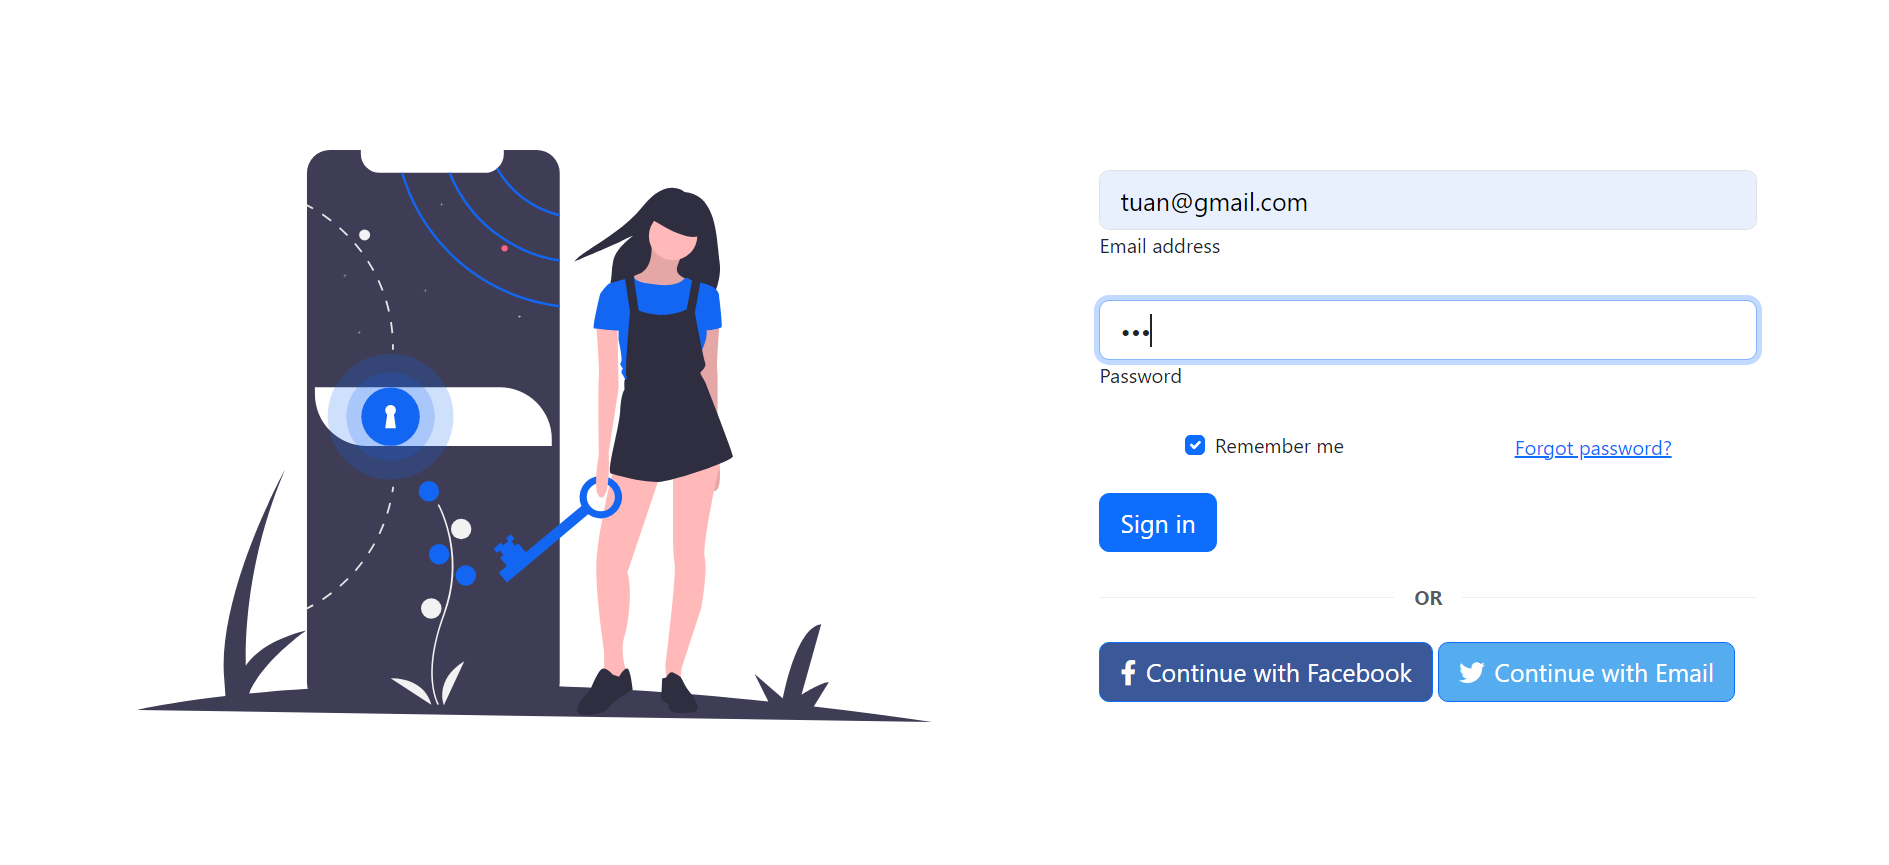 tuan@gmail.com
Email address
•••
Password
Remember me
Forgot password?
Sign in
OR
Continue with Facebook
Continue with Email